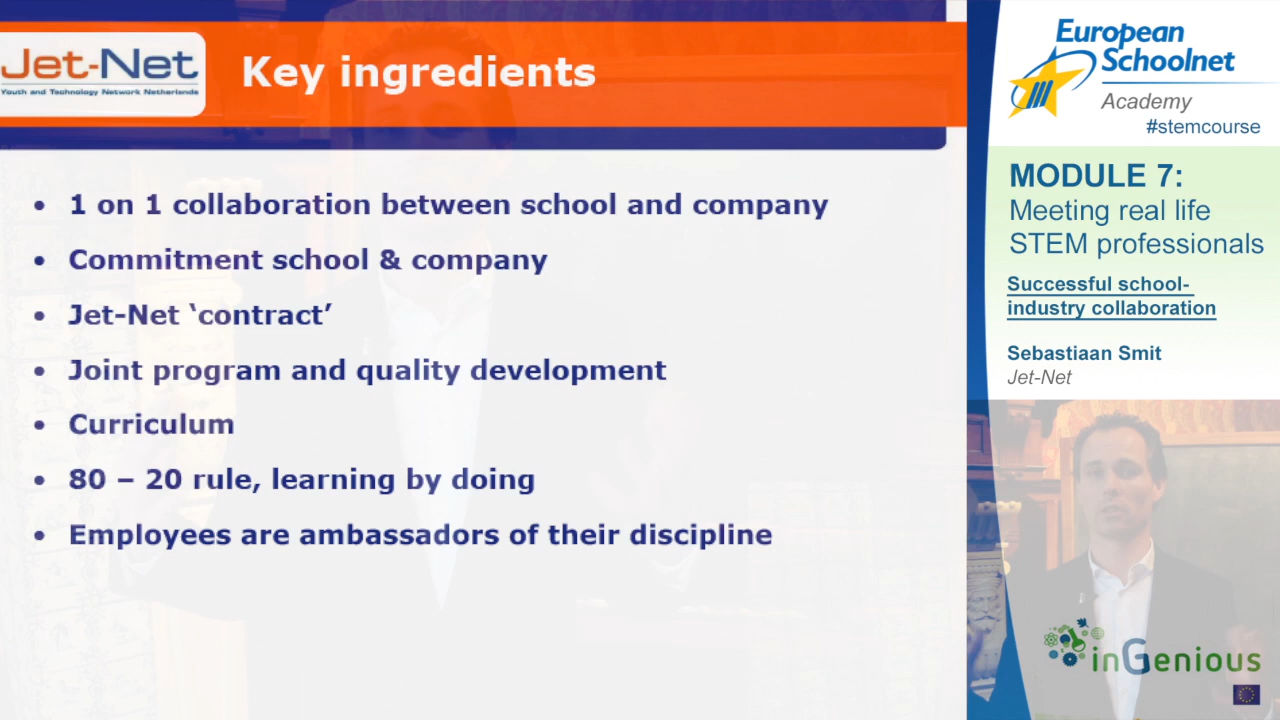 Jet-Net
Youth and Technology Network Netherlands
Key ingredients
• 1 on 1 collaboration between school and company
• Commitment school & company
• Jet-Net ‘contract’
• Joint program and quality development
• Curriculum
• 80 – 20 rule, learning by doing
• Employees are ambassadors of their discipline
European
Schoolnet
Academy
#stemcourse
MODULE 7:
Meeting real life
STEM professionals
Successful school-
industry collaboration
Sebastiaan Smit
Jet-Net
inGenious